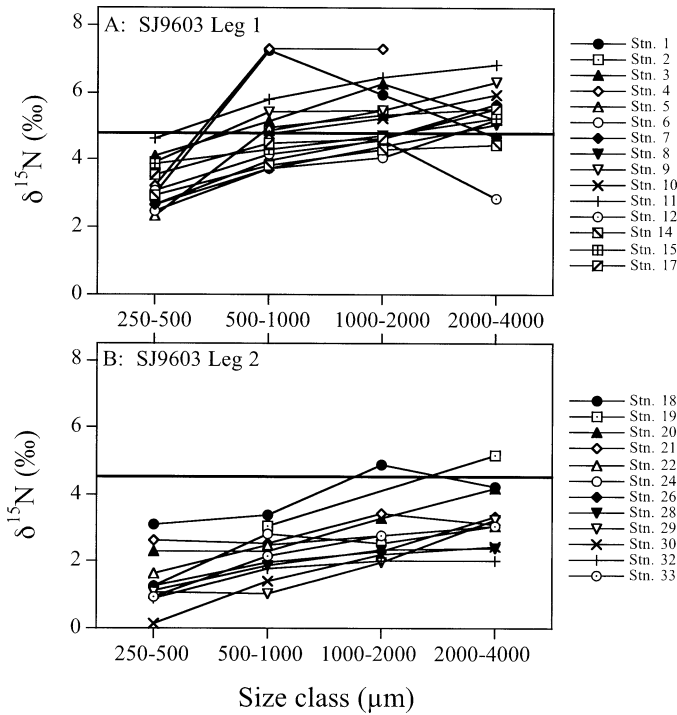 A: SJ9603 Leg 1
8
6
4
2
0
δ ¹⁵N (‰)
250-500 500-1000 1000-2000 2000-4000
Stn. 1
Stn. 2
Stn. 3
Stn. 4
Stn. 5
Stn. 6
Stn. 7
Stn. 8
Stn. 9
Stn. 10
Stn. 11
Stn. 12
Stn 14
Stn. 15
Stn. 17
B: SJ9603 Leg 2
8
6
4
2
0
δ ¹⁵N (‰)
250-500 500-1000 1000-2000 2000-4000
Stn. 18
Stn. 19
Stn. 20
Stn. 21
Stn. 22
Stn. 24
Stn. 26
Stn. 28
Stn. 29
Stn. 30
Stn. 32
Stn. 33
Size class (µm)